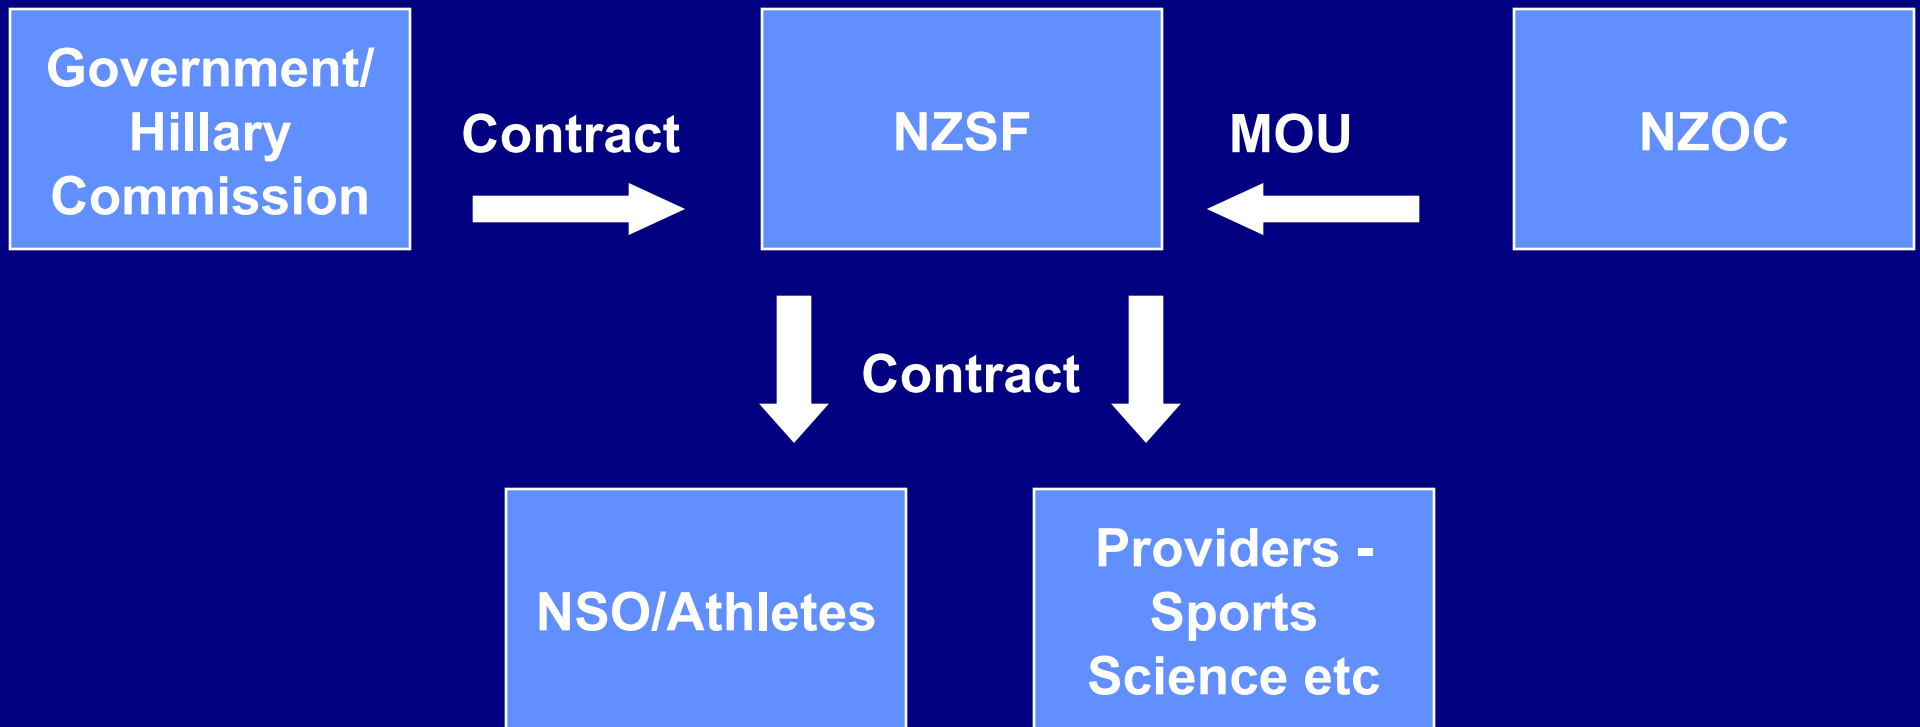 Government/
Hillary
Commission
Contract
NZSF
MOU
NZOC
Contract
NSO/Athletes
Providers -
Sports
Science etc